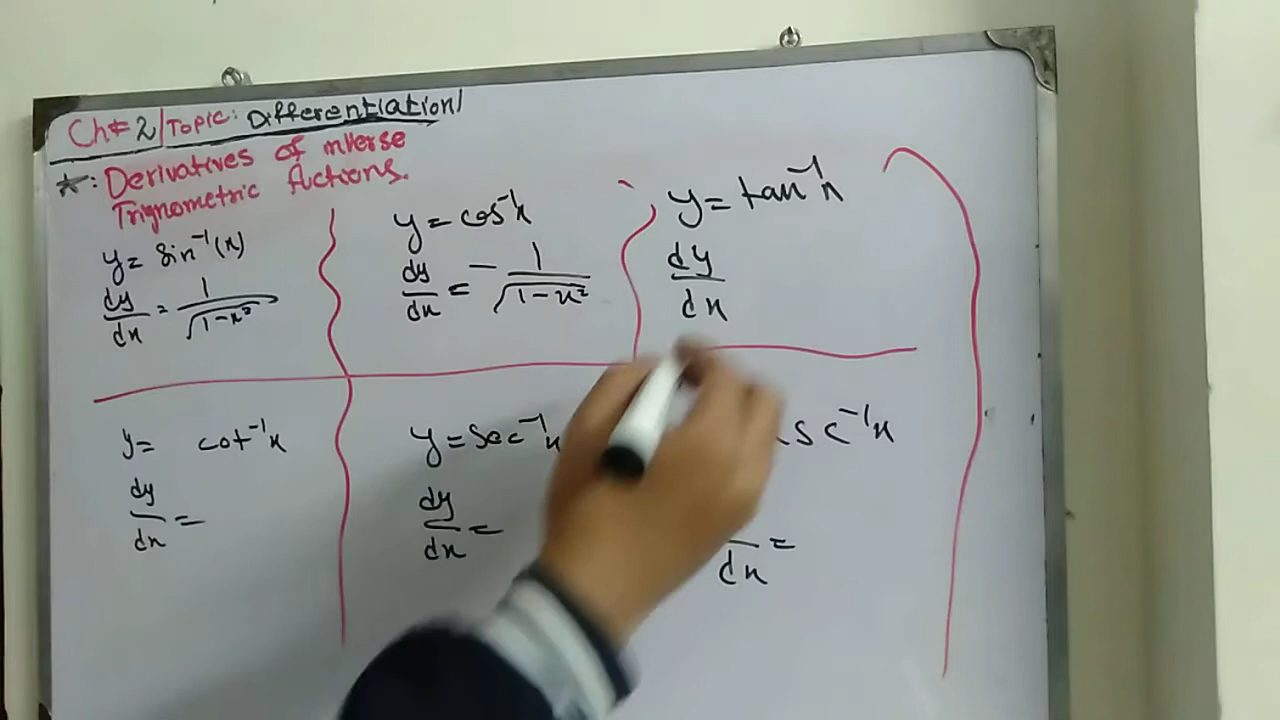 Ch# 2 / Topic: Differentiation /
*: Derivatives of inverse
Trignometric fuctions.
y = Sin⁻¹(x)
dy/dx = 1/√(1-x²)
y = cos⁻¹x
dy/dx = - 1/√(1-x²)
y = tan⁻¹x
dy/dx
y = cot⁻¹x
dy/dx =
y = Sec⁻¹x
dy/dx =
sc⁻¹x
dx =